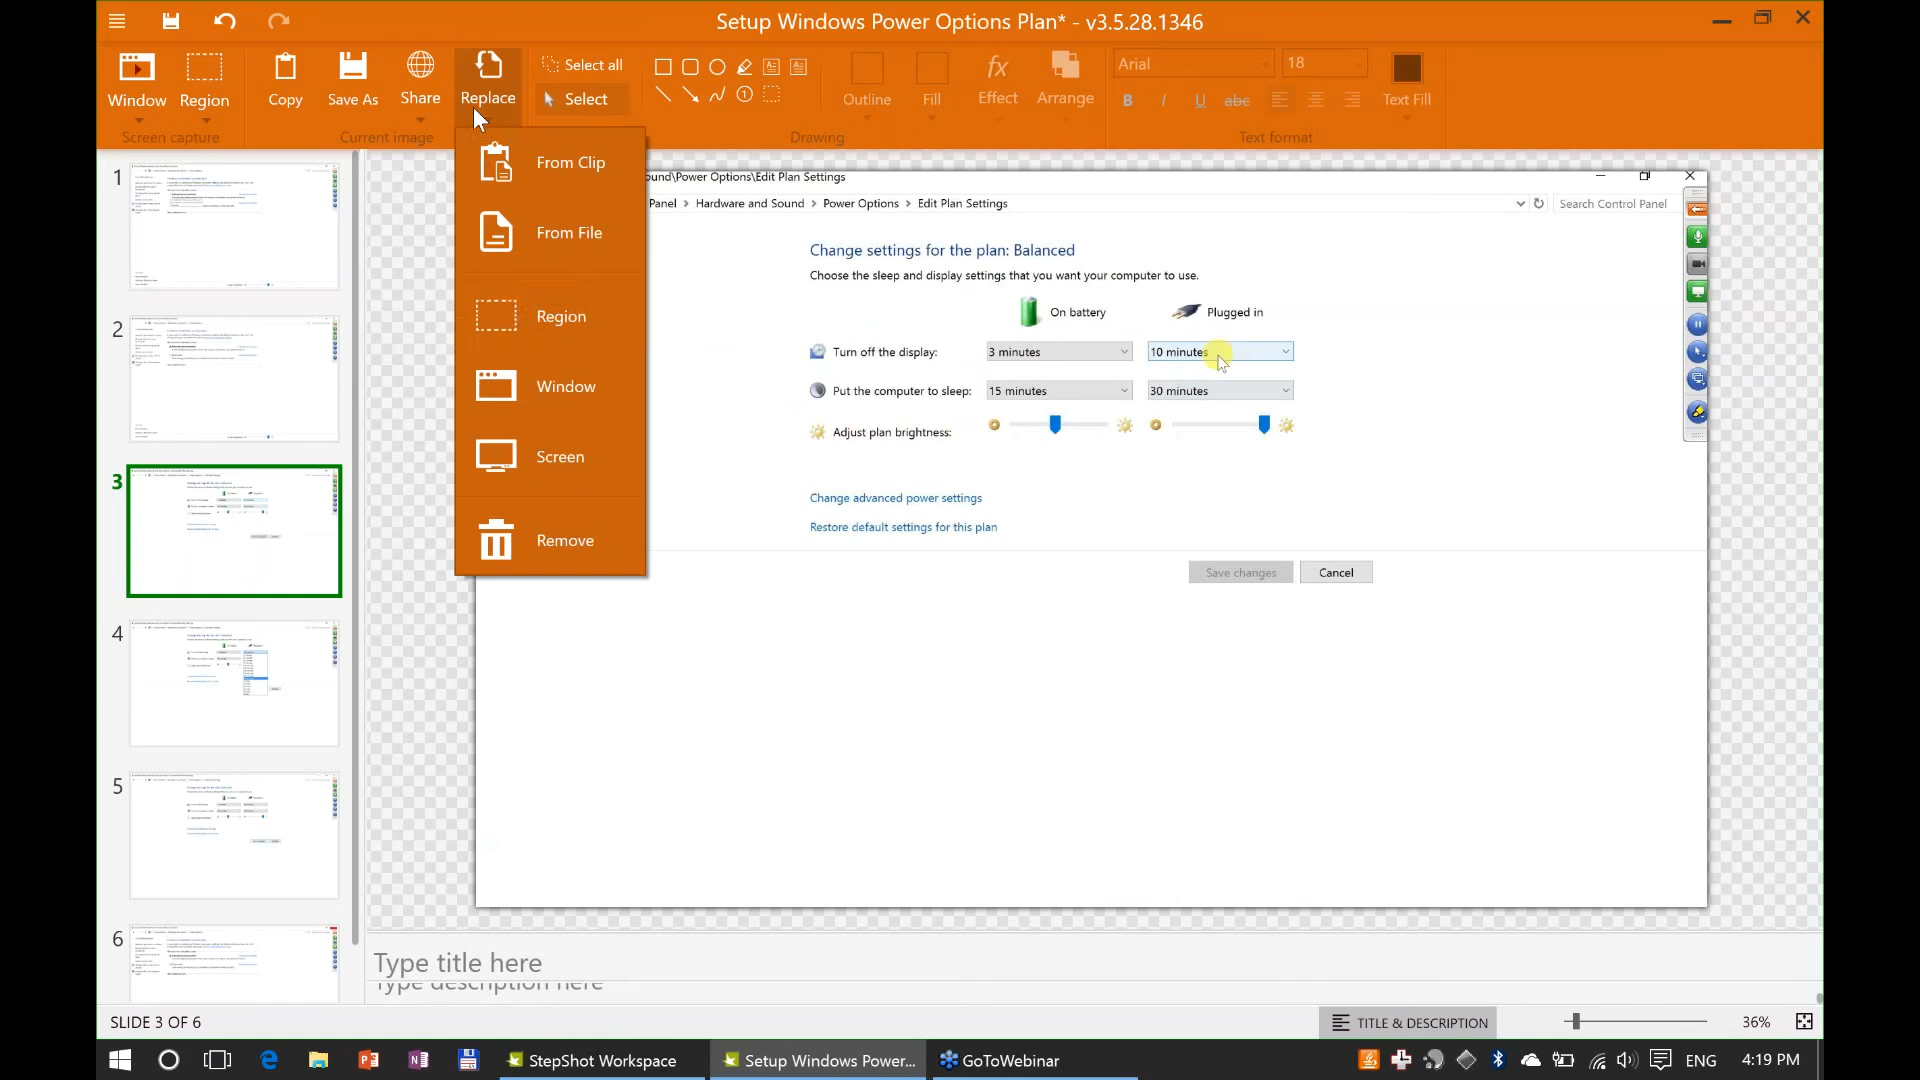 Setup Windows Power Options Plan* - v3.5.28.1346
Window
Region
Copy
Save As
Share
Replace
Select all
Select
Outline
Fill
fx
Effect
Arrange
Arial
18
B I U abc
Text Fill
Screen capture
Current image
Drawing
Text format
From Clip
From File
Region
Window
Screen
Remove
ound\Power Options\Edit Plan Settings
Panel > Hardware and Sound > Power Options > Edit Plan Settings
Search Control Panel
Change settings for the plan: Balanced
Choose the sleep and display settings that you want your computer to use.
On battery
Plugged in
Turn off the display:
3 minutes
10 minutes
Put the computer to sleep:
15 minutes
30 minutes
Adjust plan brightness:
Change advanced power settings
Restore default settings for this plan
Save changes
Cancel
1
2
3
4
5
6
Type title here
Type description here
SLIDE 3 OF 6
TITLE & DESCRIPTION
36%
StepShot Workspace
Setup Windows Power...
GoToWebinar
ENG
4:19 PM